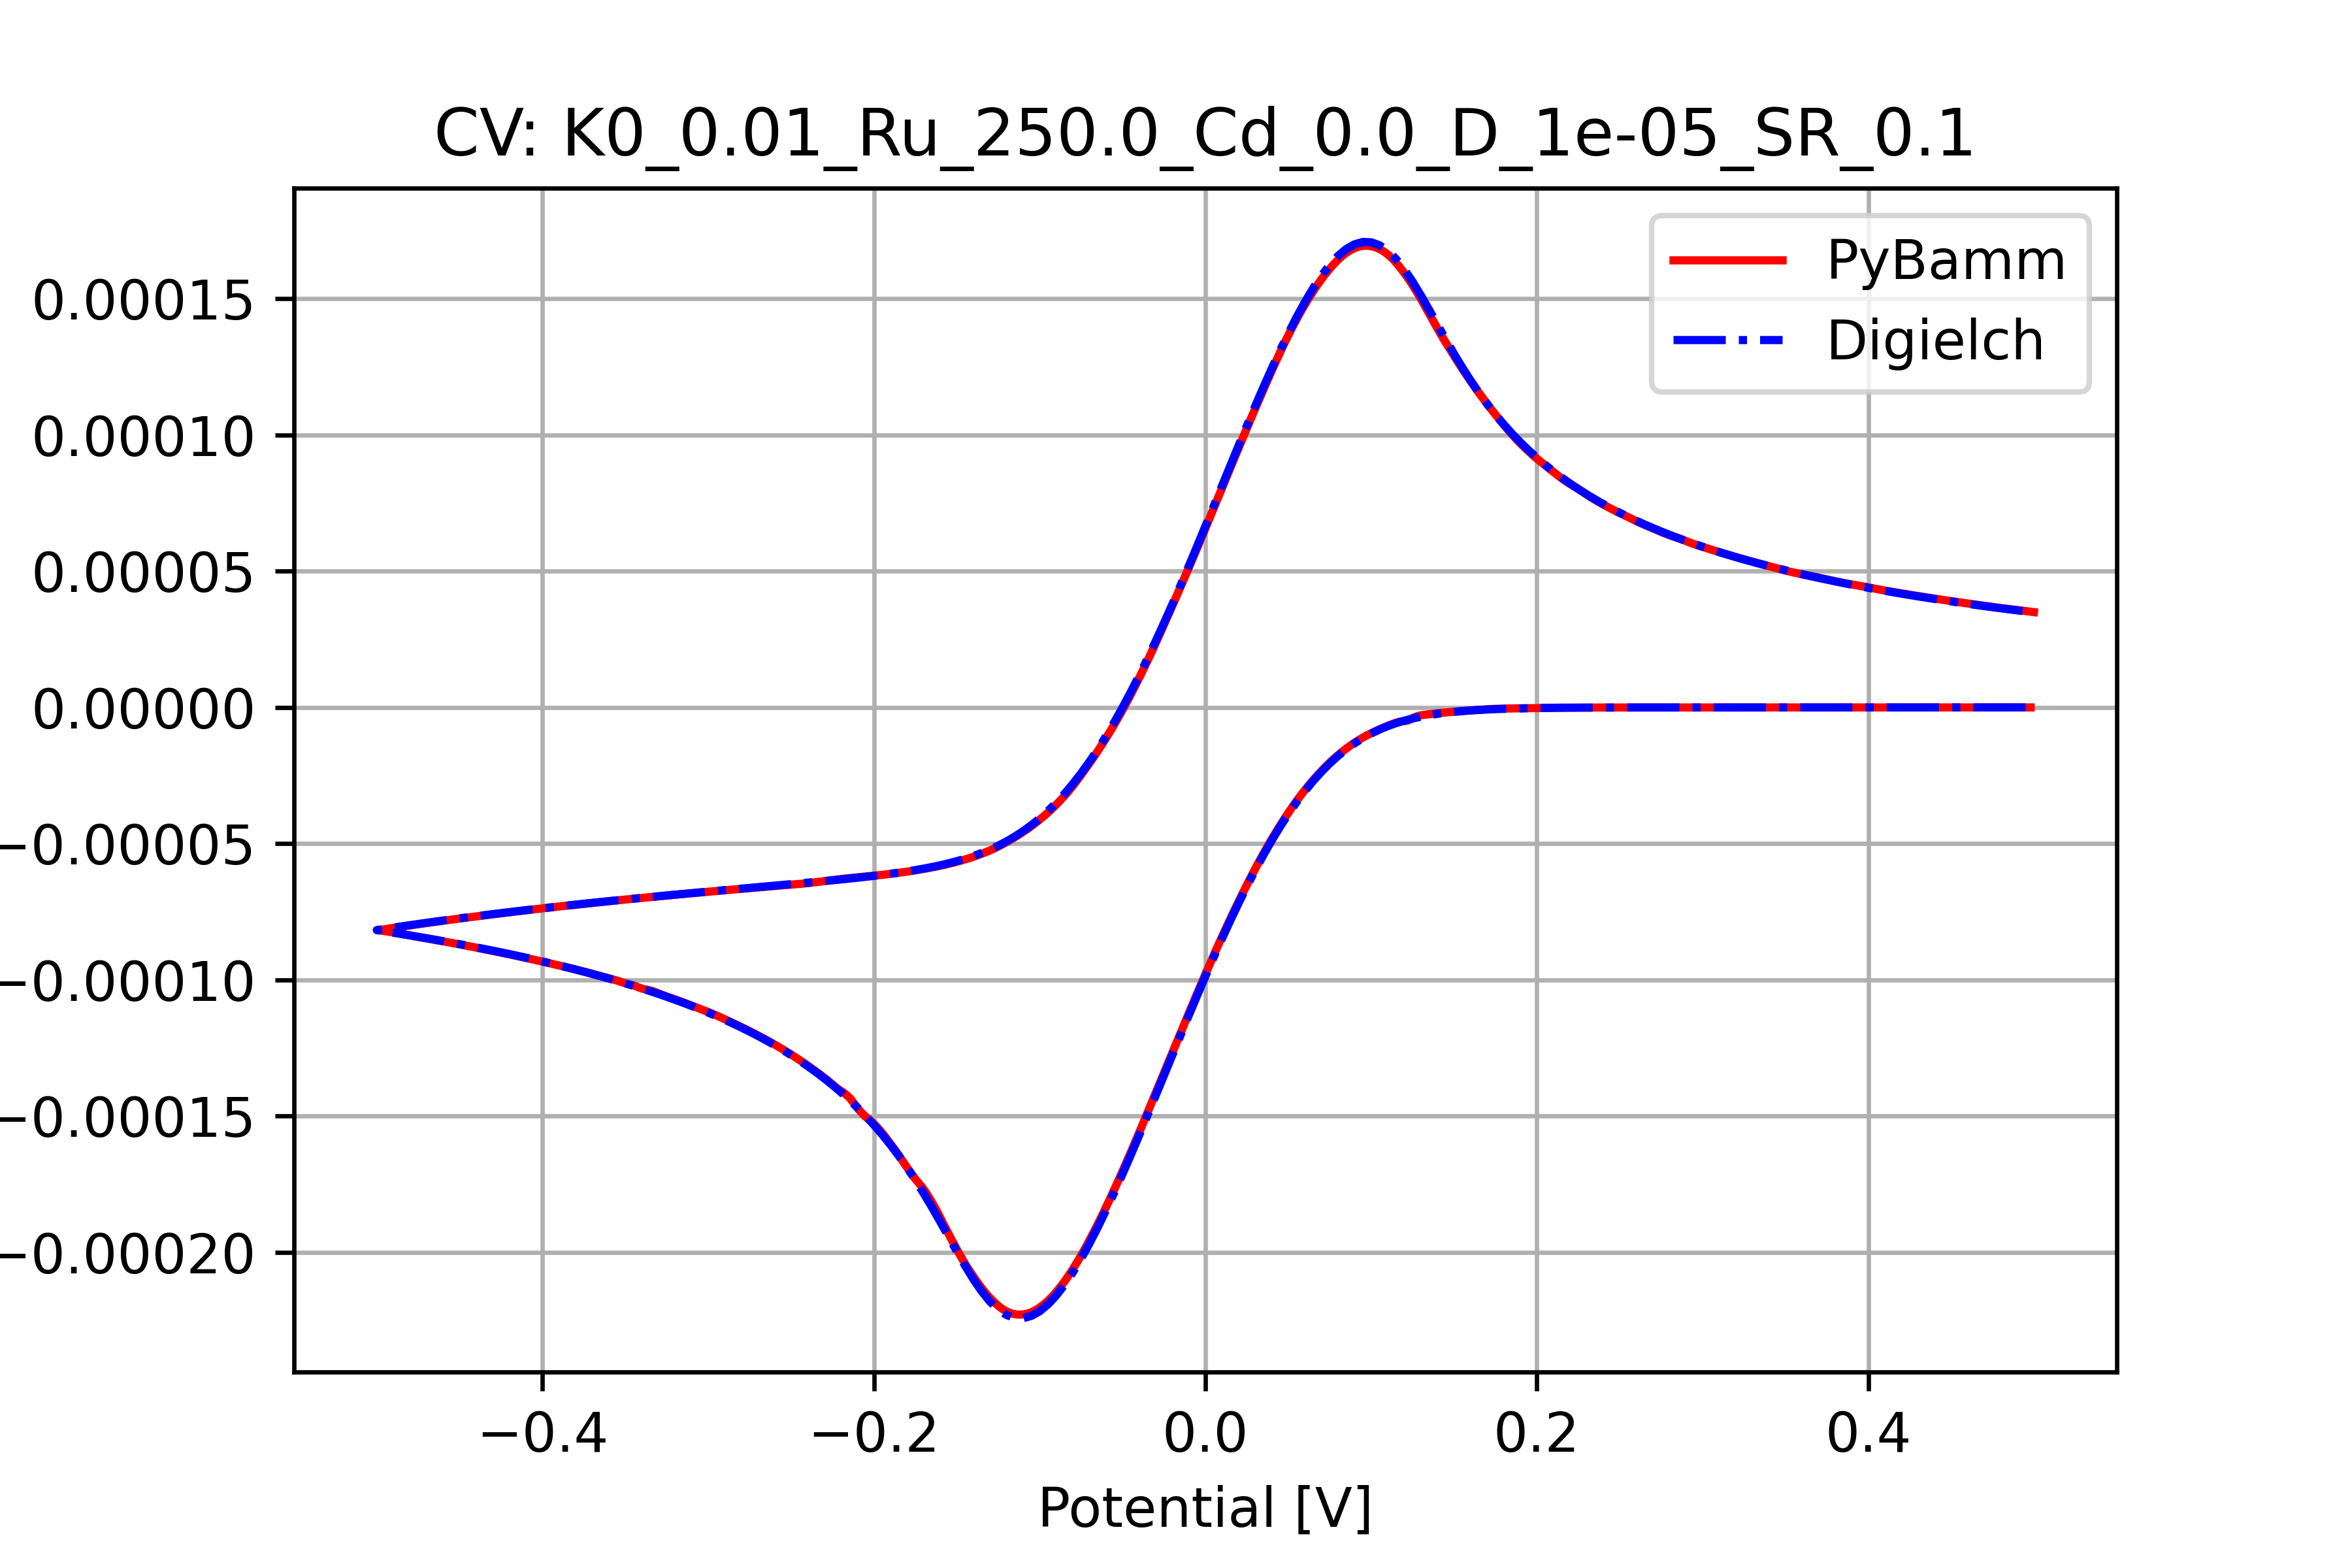 CV: K0_0.01_Ru_250.0_Cd_0.0_D_1e-05_SR_0.1
PyBamm
Digielch
0.00015
0.00010
0.00005
0.00000
−0.00005
−0.00010
−0.00015
−0.00020
−0.4 −0.2 0.0 0.2 0.4
Potential [V]